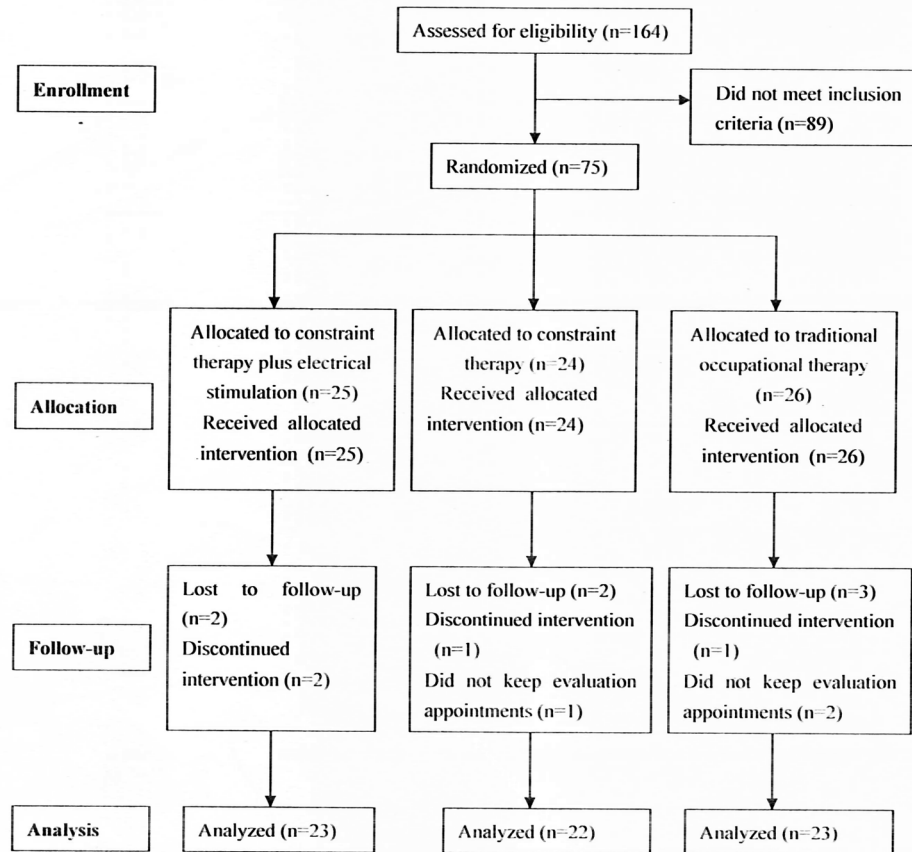 Assessed for eligibility (n=164)
Enrollment
Did not meet inclusion
criteria (n=89)
Randomized (n=75)
Allocation
Allocated to constraint
therapy plus electrical
stimulation (n=25)
Received allocated
intervention (n=25)
Allocated to constraint
therapy (n=24)
Received allocated
intervention (n=24)
Allocated to traditional
occupational therapy
(n=26)
Received allocated
intervention (n=26)
Follow-up
Lost to follow-up
(n=2)
Discontinued
intervention (n=2)
Lost to follow-up (n=2)
Discontinued intervention
(n=1)
Did not keep evaluation
appointments (n=1)
Lost to follow-up (n=3)
Discontinued intervention
(n=1)
Did not keep evaluation
appointments (n=2)
Analysis
Analyzed (n=23)
Analyzed (n=22)
Analyzed (n=23)